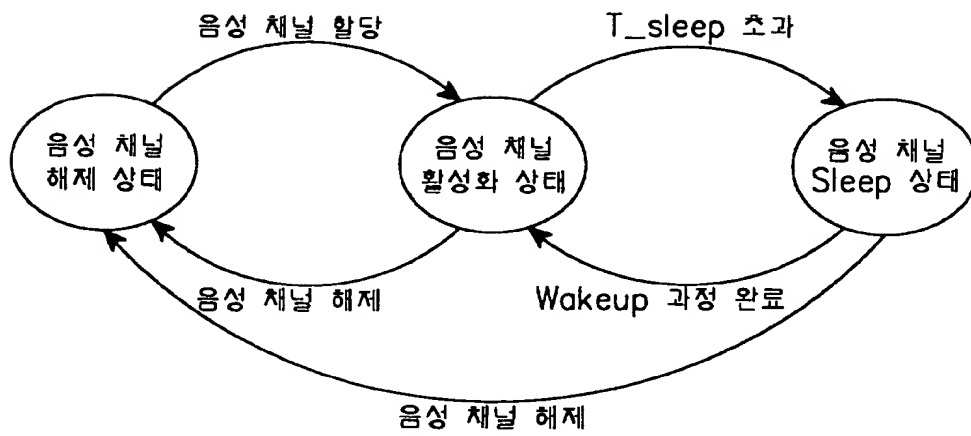 음성 채널 할당
T_sleep 초과
음성 채널
해제 상태
음성 채널
활성화 상태
음성 채널
Sleep 상태
음성 채널 해제
Wakeup 과정 완료
음성 채널 해제